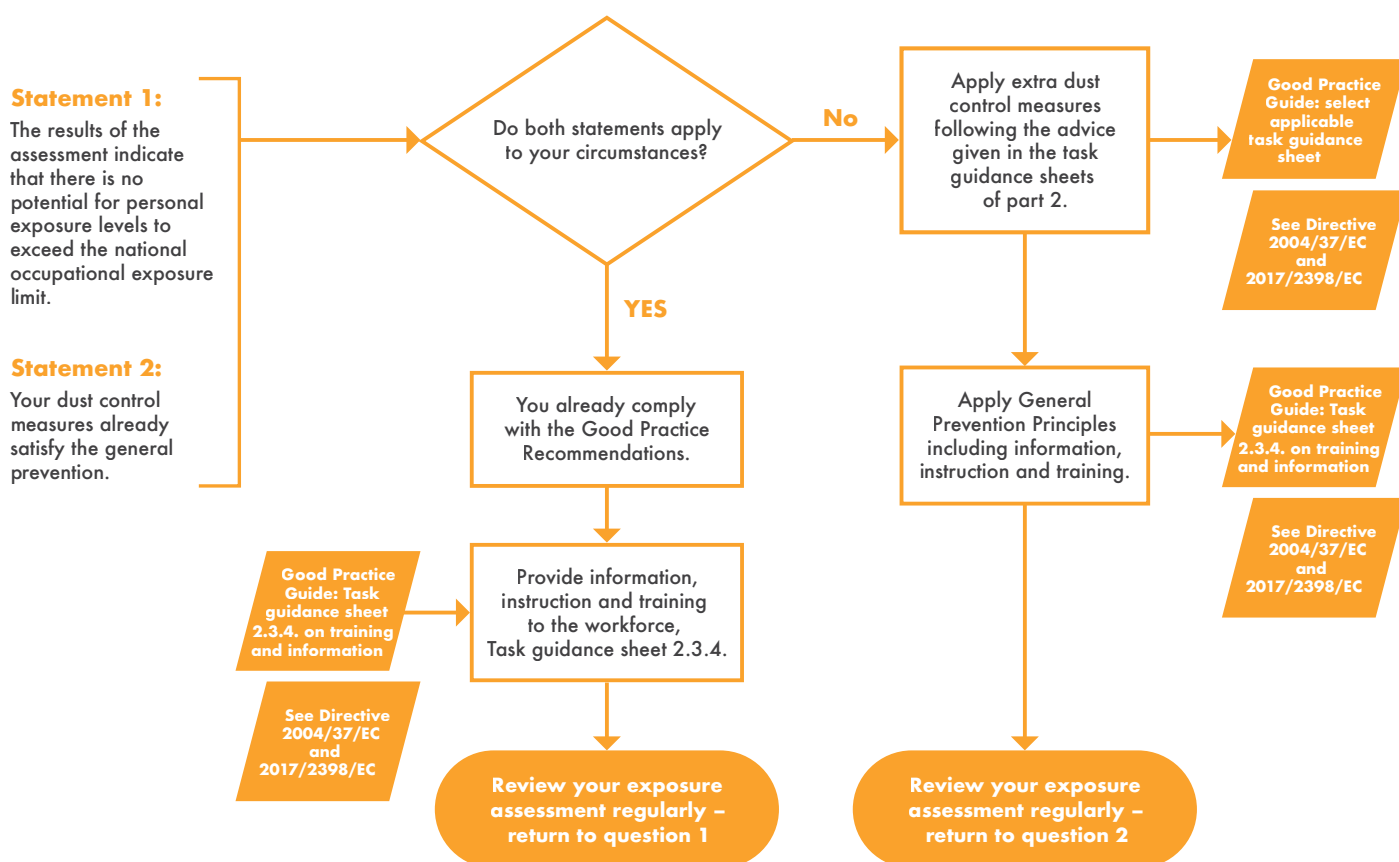 Statement 1:
The results of the
assessment indicate
that there is no
potential for personal
exposure levels to
exceed the national
occupational exposure
limit.
Statement 2:
Your dust control
measures already
satisfy the general
prevention.
Do both statements apply
to your circumstances?
No
Apply extra dust
control measures
following the advice
given in the task
guidance sheets
of part 2.
Good Practice
Guide: select
applicable
task guidance
sheet
See Directive
2004/37/EC
and
2017/2398/EC
YES
You already comply
with the Good Practice
Recommendations.
Apply General
Prevention Principles
including information,
instruction and training.
Good Practice
Guide: Task
guidance sheet
2.3.4. on training
and information
See Directive
2004/37/EC
and
2017/2398/EC
Good Practice
Guide: Task
guidance sheet
2.3.4. on training
and information
Provide information,
instruction and training
to the workforce,
Task guidance sheet 2.3.4.
See Directive
2004/37/EC
and
2017/2398/EC
Review your exposure
assessment regularly –
return to question 1
Review your exposure
assessment regularly –
return to question 2